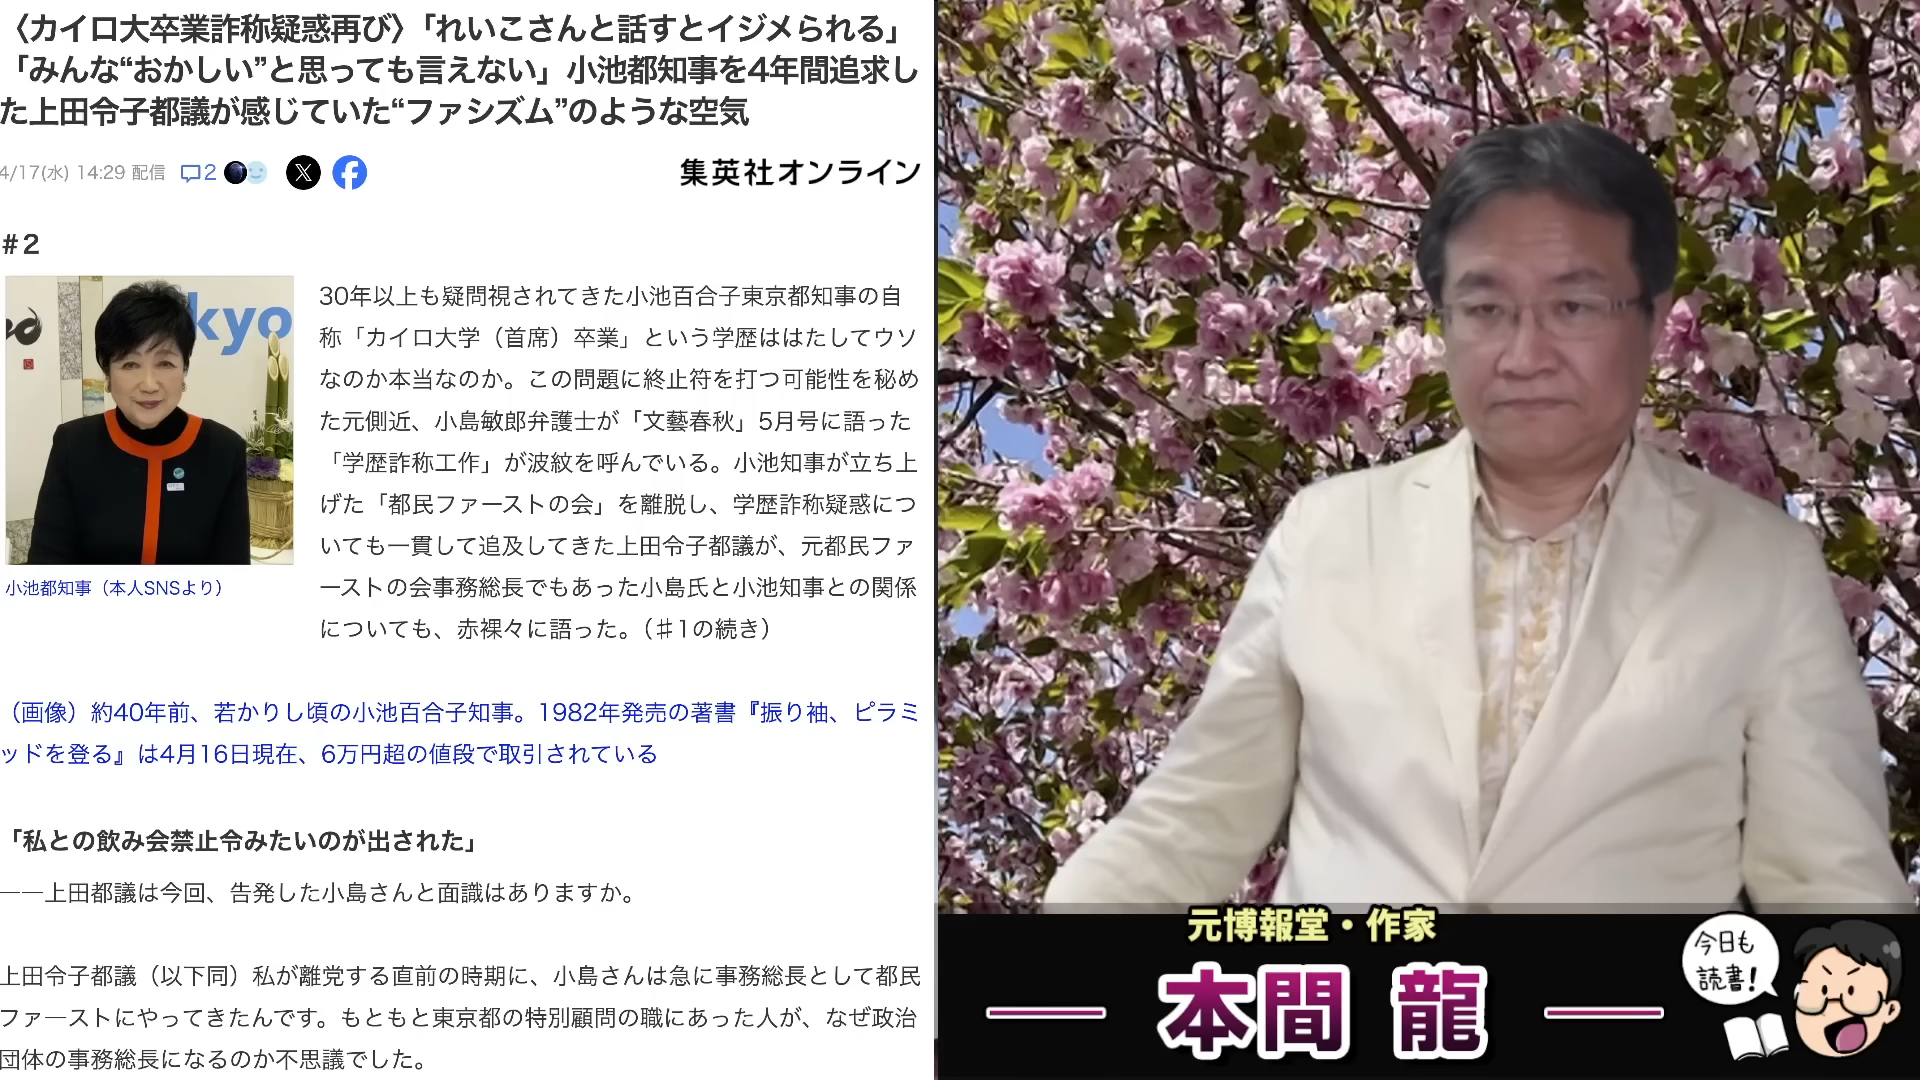 〈カイロ大卒業詐称疑惑再び〉「れいこさんと話すとイジメられる」
「みんな“おかしい”と思っても言えない」小池都知事を4年間追求し
た上田令子都議が感じていた“ファシズム”のような空気
4/17(水) 14:29 配信
2
集英社オンライン
＃2
kyo
小池都知事（本人SNSより）
30年以上も疑問視されてきた小池百合子東京都知事の自
称「カイロ大学（首席）卒業」という学歴ははたしてウソ
なのか本当なのか。この問題に終止符を打つ可能性を秘め
た元側近、小島敏郎弁護士が「文藝春秋」5月号に語った
「学歴詐称工作」が波紋を呼んでいる。小池知事が立ち上
げた「都民ファーストの会」を離脱し、学歴詐称疑惑につ
いても一貫して追及してきた上田令子都議が、元都民ファ
ーストの会事務総長でもあった小島氏と小池知事との関係
についても、赤裸々に語った。（＃1の続き）
（画像）約40年前、若かりし頃の小池百合子知事。1982年発売の著書『振り袖、ピラミ
ッドを登る』は4月16日現在、6万円超の値段で取引されている
「私との飲み会禁止令みたいのが出された」
――上田都議は今回、告発した小島さんと面識はありますか。
上田令子都議（以下同）私が離党する直前の時期に、小島さんは急に事務総長として都民
ファーストにやってきたんです。もともと東京都の特別顧問の職にあった人が、なぜ政治
団体の事務総長になるのか不思議でした。
元博報堂・作家
本間 龍
今日も
読書!